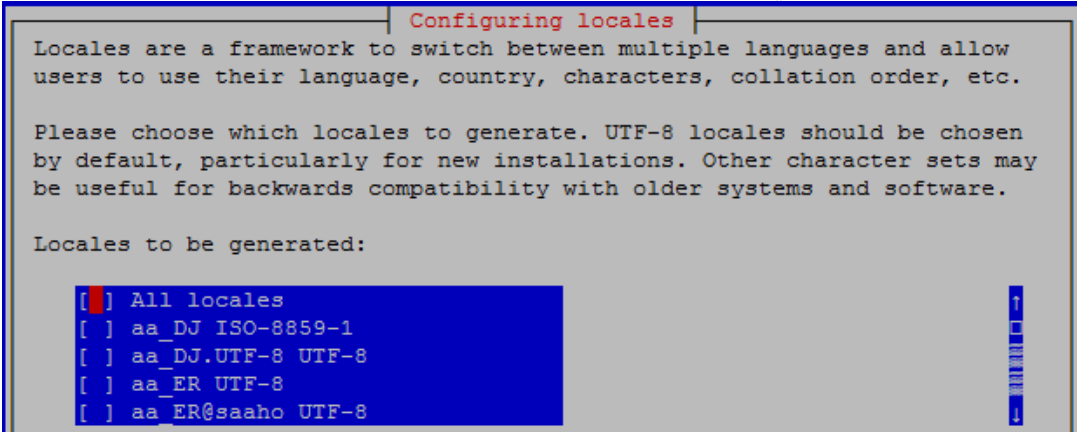 Configuring locales
Locales are a framework to switch between multiple languages and allow
users to use their language, country, characters, collation order, etc.
Please choose which locales to generate. UTF-8 locales should be chosen
by default, particularly for new installations. Other character sets may
be useful for backwards compatibility with older systems and software.
Locales to be generated:
[ ] All locales
[ ] aa_DJ ISO-8859-1
[ ] aa_DJ.UTF-8 UTF-8
[ ] aa_ER UTF-8
[ ] aa_ER@saaho UTF-8